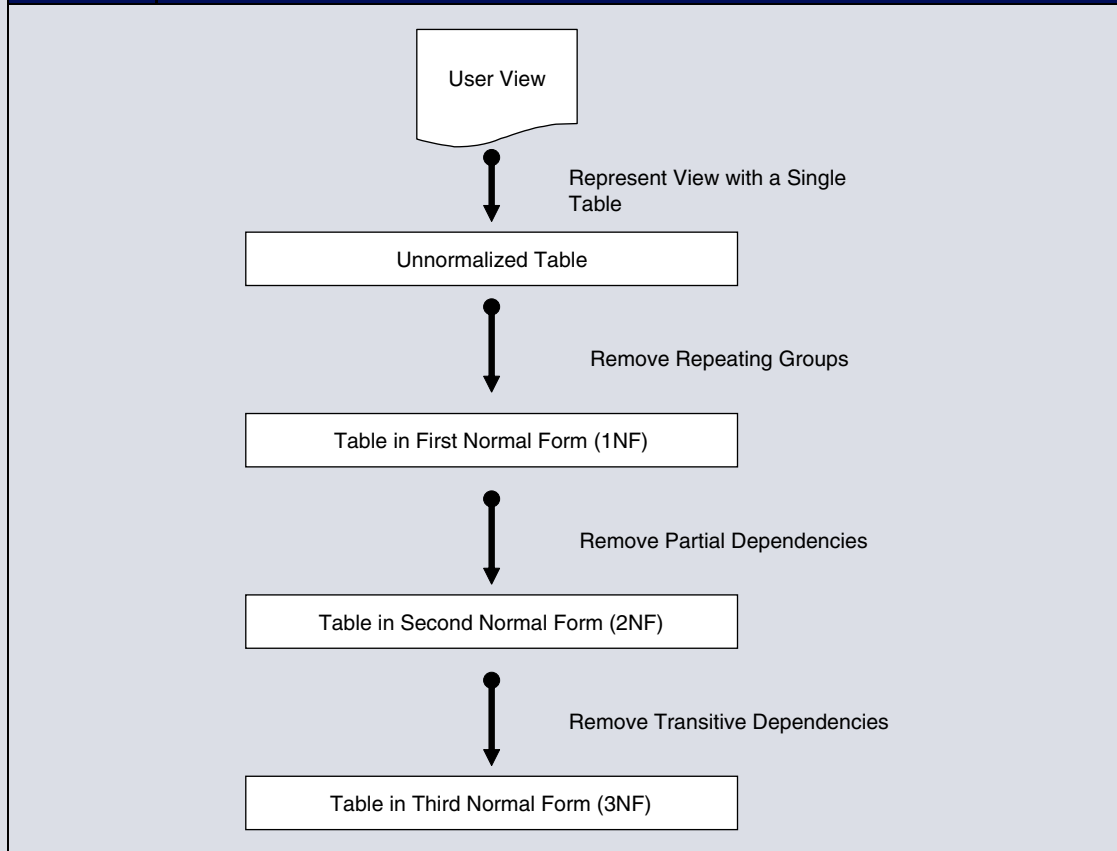 User View
Represent View with a Single
Table
Unnormalized Table
Remove Repeating Groups
Table in First Normal Form (1NF)
Remove Partial Dependencies
Table in Second Normal Form (2NF)
Remove Transitive Dependencies
Table in Third Normal Form (3NF)